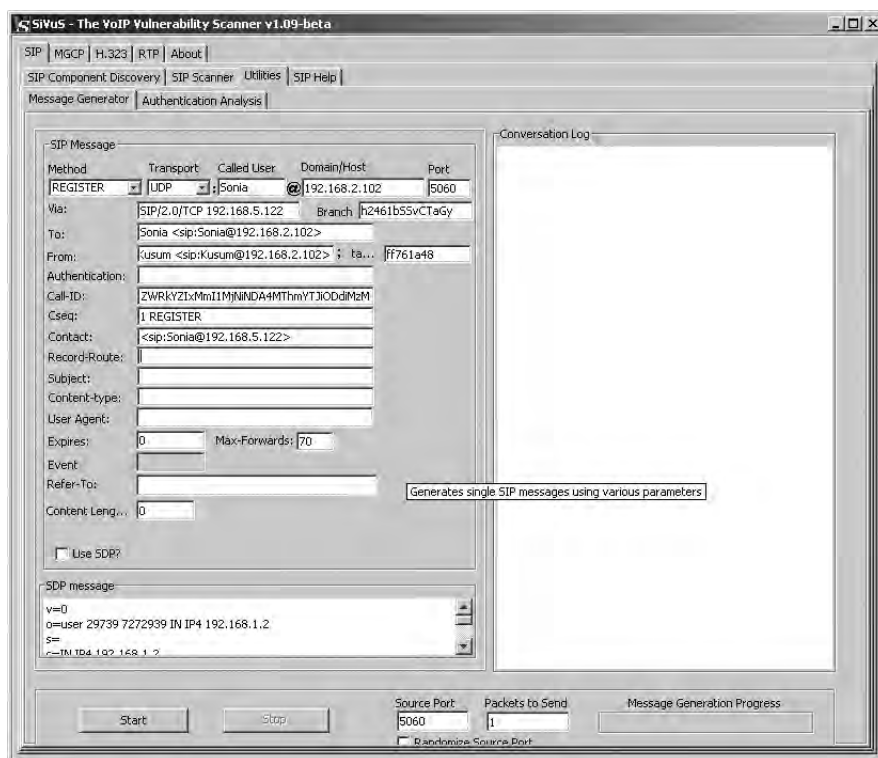 SiVuS - The VoIP Vulnerability Scanner v1.09-beta
SIP MGCP H.323 RTP About
SIP Component Discovery SIP Scanner Utilities SIP Help
Message Generator Authentication Analysis
SIP Message
Method Transport Called User Domain/Host Port
REGISTER UDP : Sonia @ 192.168.2.102 5060
Via: SIP/2.0/TCP 192.168.5.122 Branch
To: Sonia <sip:Sonia@192.168.2.102>
From: Kusum <sip:Kusum@192.168.2.102> ; ta... ff761a48
Authentication:
Call-ID:
Cseq: 1 REGISTER
Contact: <sip:Sonia@192.168.5.122>
Record-Route:
Subject:
Content-type:
User Agent:
Expires: 0 Max-Forwards: 70
Event
Refer-To:
Content Leng... 0
Use SDP?
Generates single SIP messages using various parameters
SDP message
v=0
o=user 29739 7272939 IN IP4 192.168.1.2
s=
c=IN IP4 192.168.1.2
Conversation Log
Start Stop
Source Port Packets to Send Message Generation Progress
5060 1
Randomize Source Port